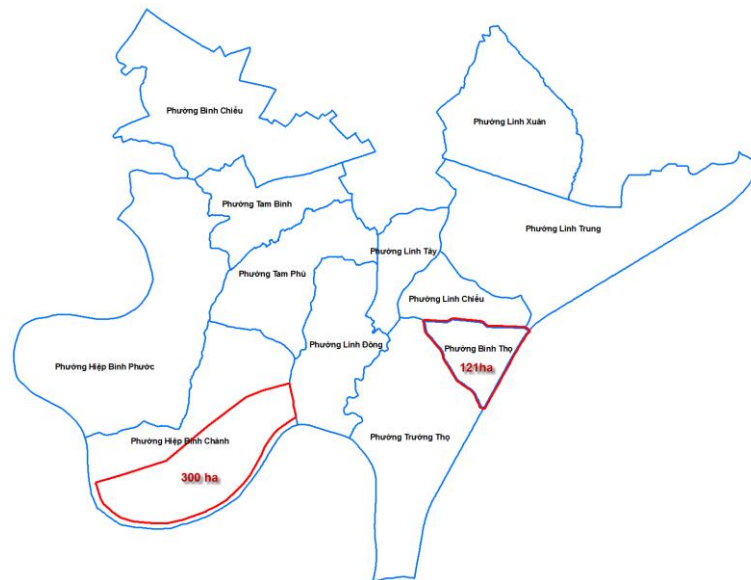 Phường Bình Chiểu
Phường Linh Xuân
Phường Tam Bình
Phường Linh Trung
Phường Linh Tây
Phường Tam Phú
Phường Linh Chiểu
Phường Linh Đông
Phường Bình Thọ
121ha
Phường Hiệp Bình Phước
Phường Hiệp Bình Chánh
Phường Trường Thọ
300 ha